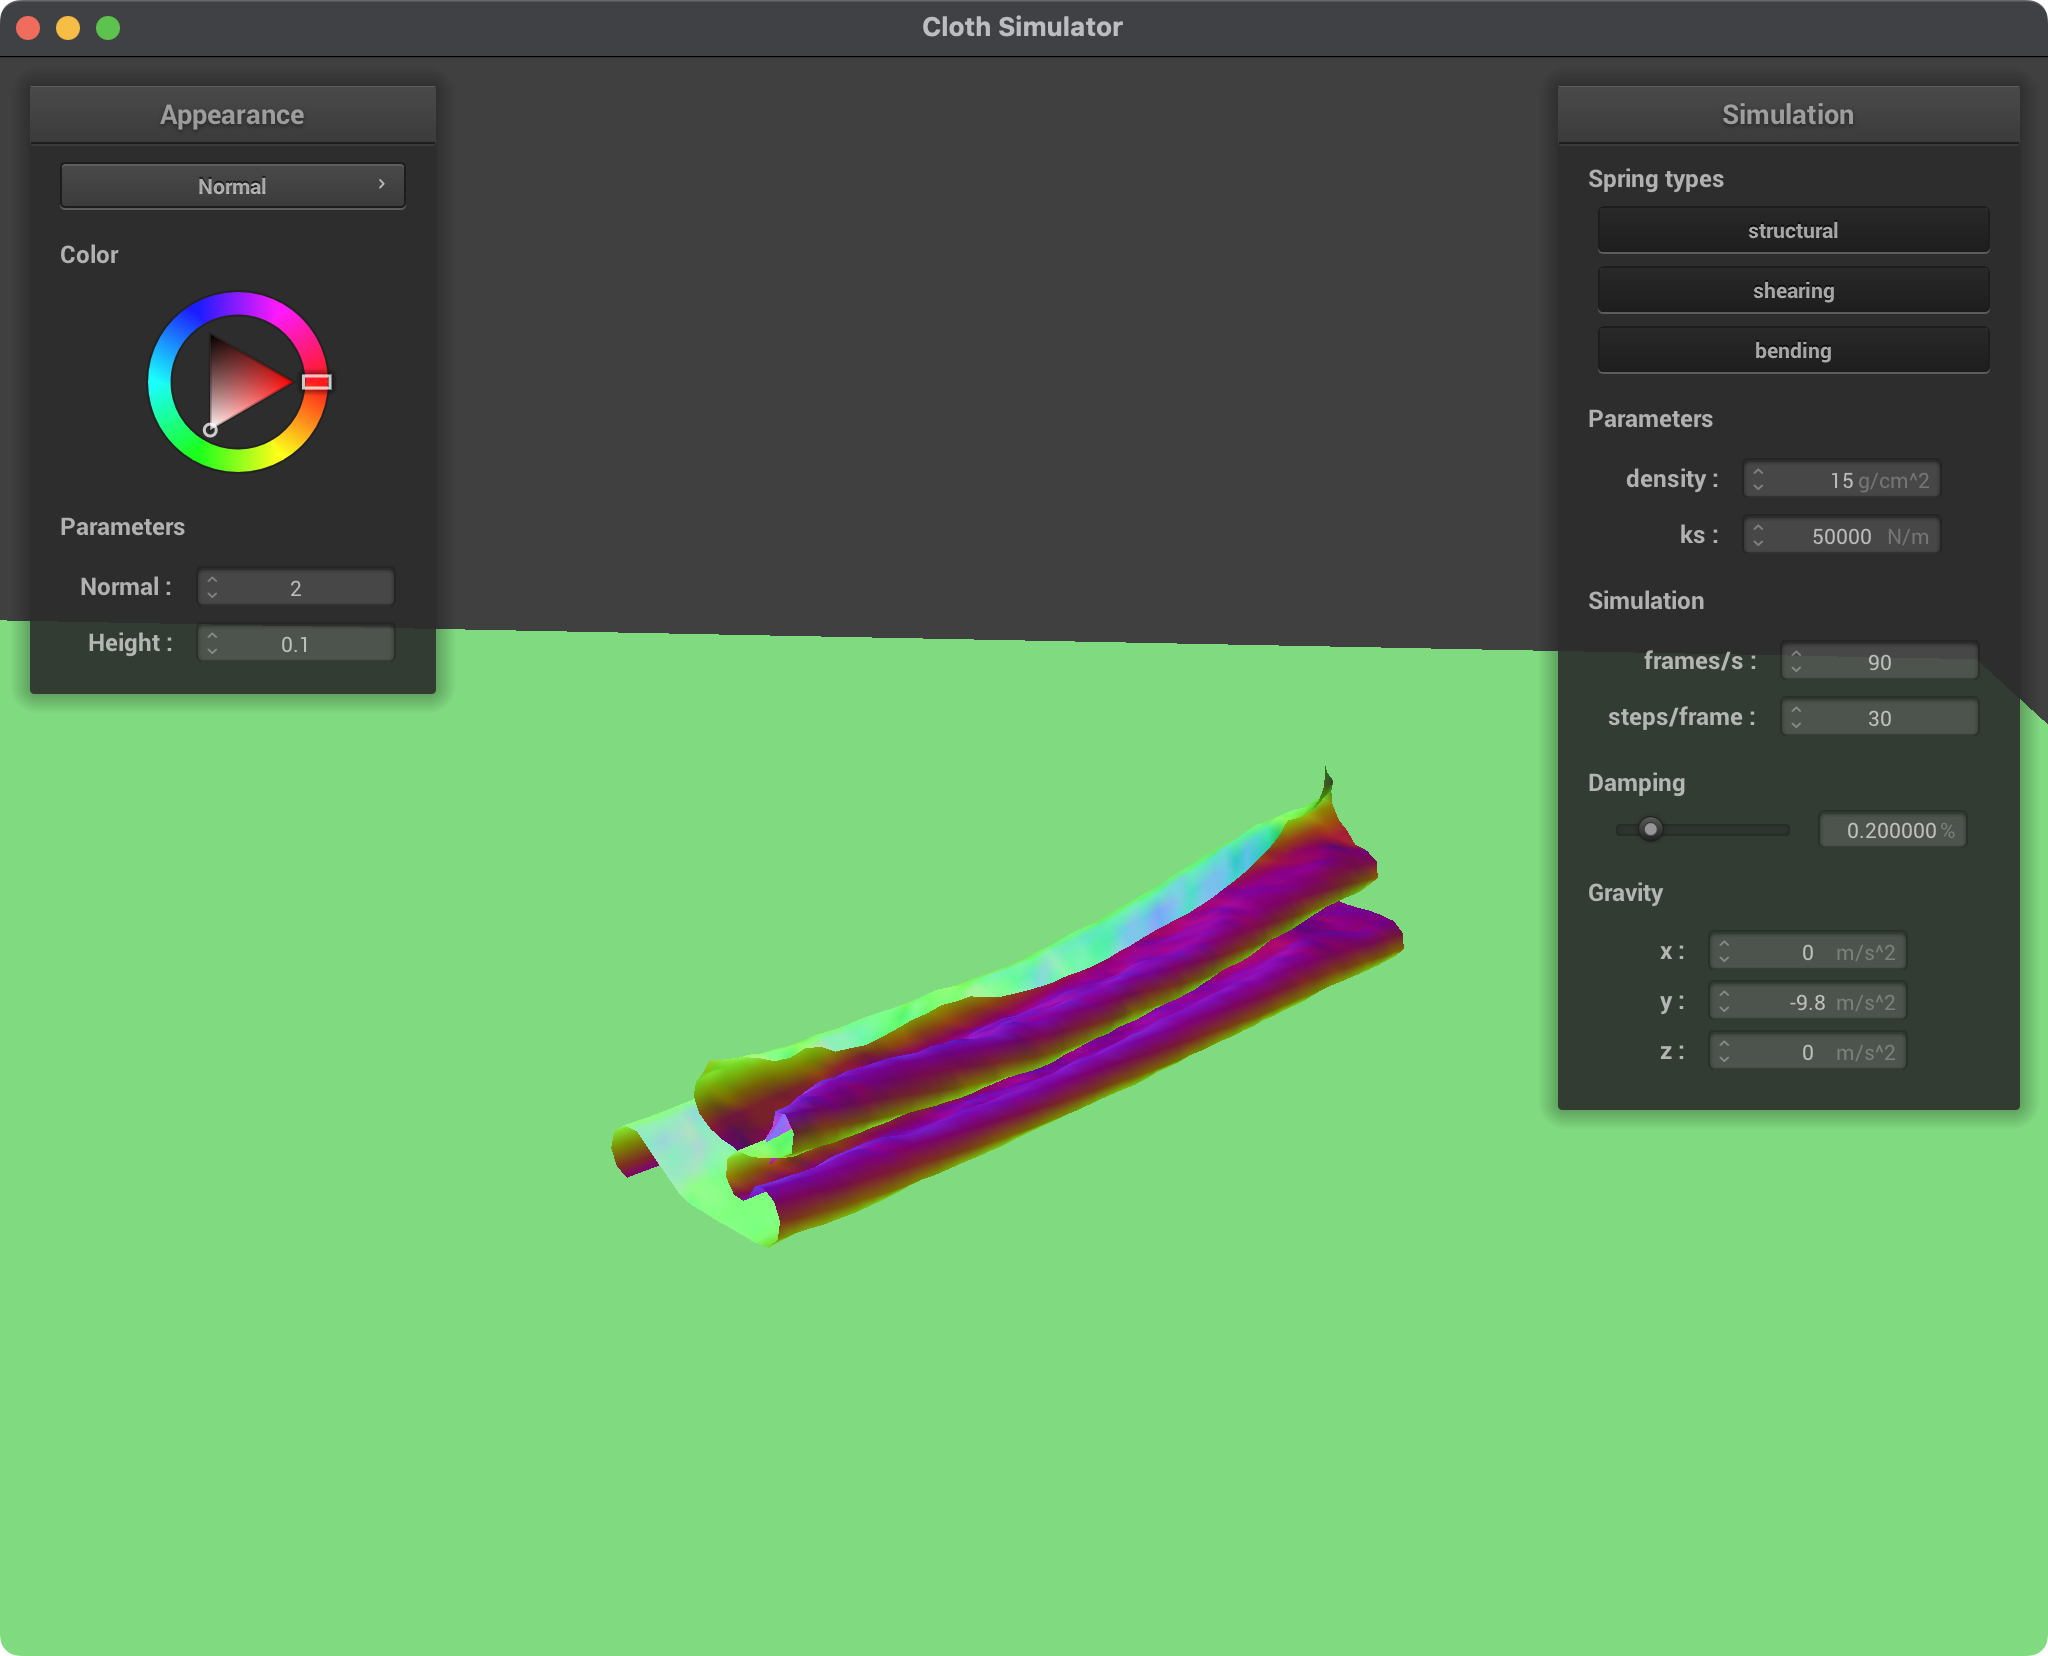 Cloth Simulator
Appearance
Normal
Color
Parameters
Normal : 2
Height : 0.1
Simulation
Spring types
structural
shearing
bending
Parameters
density : 15 g/cm^2
ks : 50000 N/m
Simulation
frames/s : 90
steps/frame : 30
Damping
0.200000 %
Gravity
x : 0 m/s^2
y : -9.8 m/s^2
z : 0 m/s^2